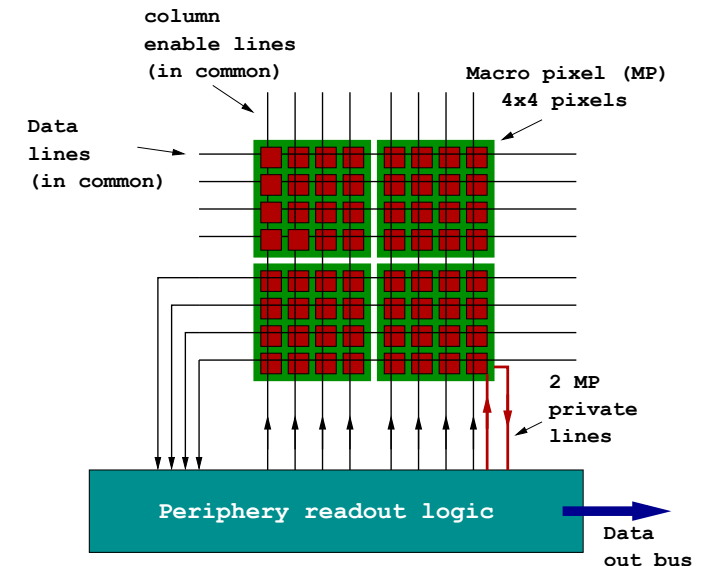 column
enable lines
(in common)
Macro pixel (MP)
4x4 pixels
Data
lines
(in common)
2 MP
private
lines
Periphery readout logic
Data
out bus